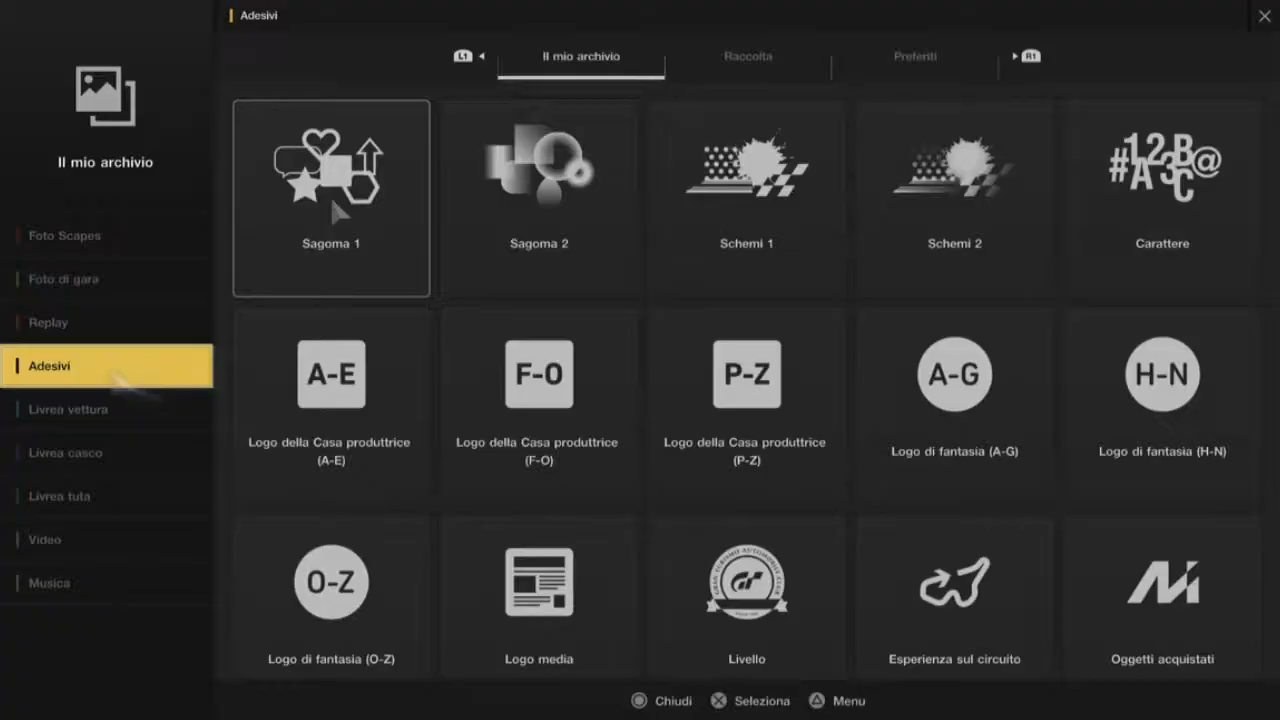 Adesivi
L1
Il mio archivio
Raccolta
Preferiti
R1
Il mio archivio
Foto Scapes
Foto di gara
Replay
Adesivi
Livrea vettura
Livrea casco
Livrea tuta
Video
Musica
#12B@
A3C
Sagoma 1
Sagoma 2
Schemi 1
Schemi 2
Carattere
A-E
F-O
P-Z
A-G
H-N
Logo della Casa produttrice
(A-E)
Logo della Casa produttrice
(F-O)
Logo della Casa produttrice
(P-Z)
Logo di fantasia (A-G)
Logo di fantasia (H-N)
O-Z
Logo di fantasia (O-Z)
Logo media
Livello
Esperienza sul circuito
Oggetti acquistati
Chiudi
Seleziona
Menu